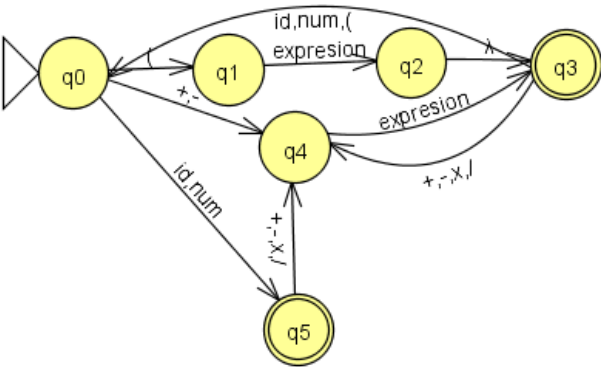 id,num,(
q0
(
q1
expresion
q2
λ
q3
+,-
q4
expresion
+,-,x,/
id,num
+,-,x,/
q5